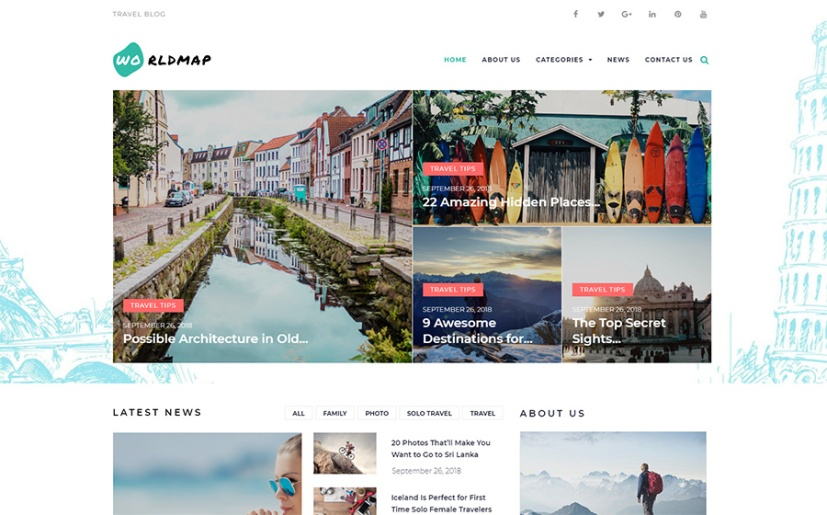 TRAVEL BLOG
WORLDMAP
HOME ABOUT US CATEGORIES NEWS CONTACT US
TRAVEL TIPS
SEPTEMBER 26, 2018
Possible Architecture in Old...
TRAVEL TIPS
SEPTEMBER 26, 2018
22 Amazing Hidden Places...
TRAVEL TIPS
SEPTEMBER 26, 2018
9 Awesome
Destinations for...
TRAVEL TIPS
SEPTEMBER 26, 2018
The Top Secret
Sights...
LATEST NEWS
ALL FAMILY PHOTO SOLO TRAVEL TRAVEL
20 Photos That'll Make You
Want to Go to Sri Lanka
September 26, 2018
Iceland Is Perfect for First
Time Solo Female Travelers
ABOUT US